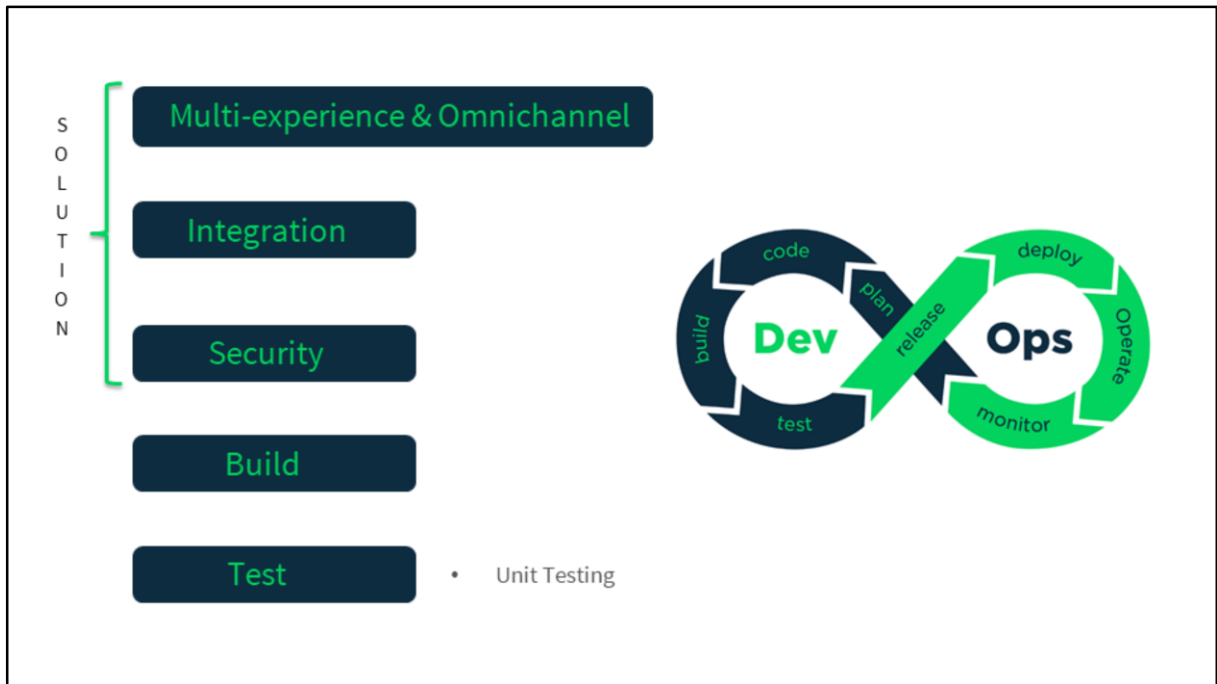 SOLUTION
Multi-experience & Omnichannel
Integration
Security
Build
Test
• Unit Testing
code
plan
build
Dev
test
release
deploy
Ops
Operate
monitor